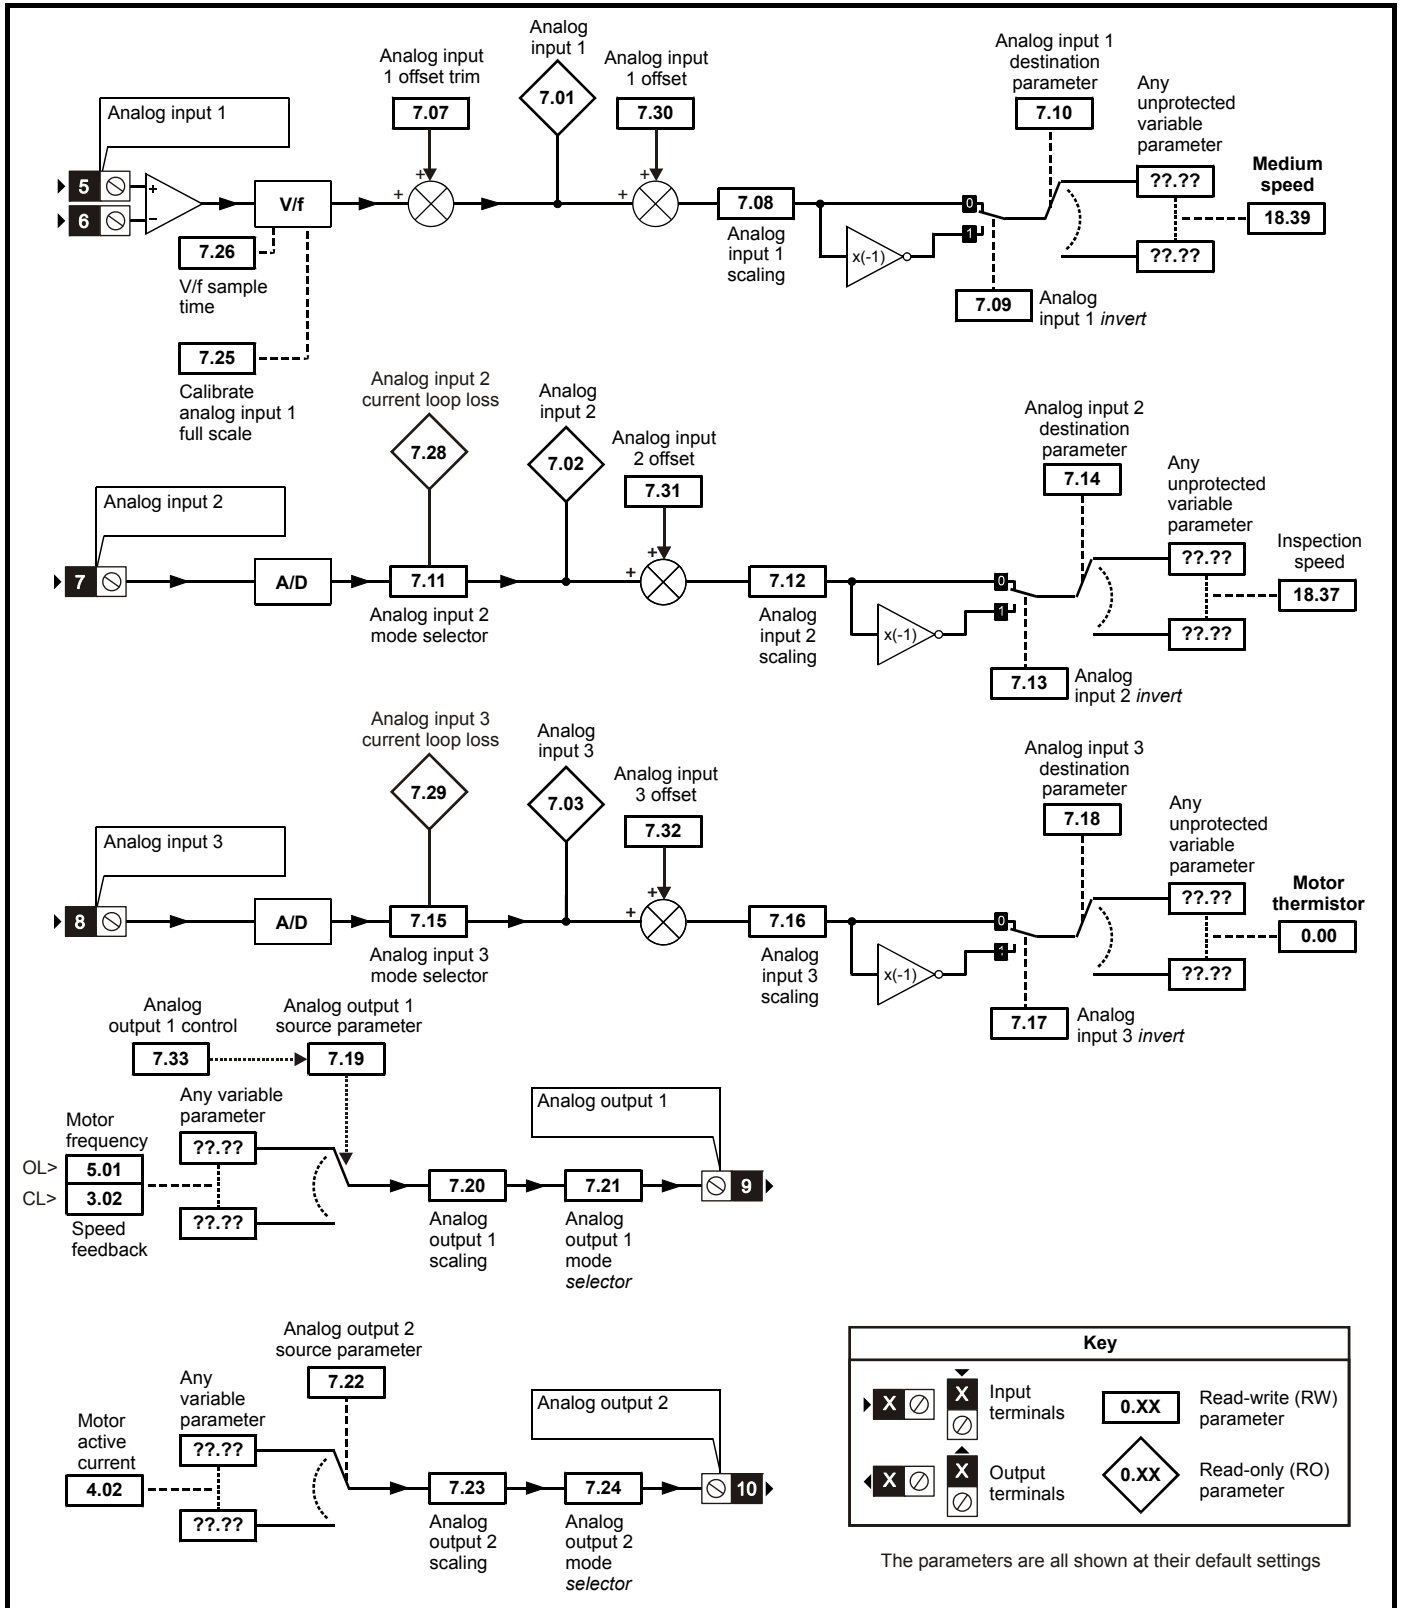 Analog input 1
5
6
+
−
V/f
7.26
V/f sample
time
7.25
Calibrate
analog input 1
full scale
Analog input
1 offset trim
7.07
+
+
Analog
input 1
7.01
Analog input
1 offset
7.30
+
+
7.08
Analog
input 1
scaling
x(-1)
0
1
7.09
Analog
input 1 invert
Analog input 1
destination
parameter
7.10
Any
unprotected
variable
parameter
??.??
??.??
Medium
speed
18.39
Analog input 2
7
A/D
Analog input 2
current loop loss
7.28
7.11
Analog input 2
mode selector
Analog
input 2
7.02
Analog input
2 offset
7.31
+
+
7.12
Analog
input 2
scaling
x(-1)
0
1
7.13
Analog
input 2 invert
Analog input 2
destination
parameter
7.14
Any
unprotected
variable
parameter
??.??
??.??
Inspection
speed
18.37
Analog input 3
8
A/D
Analog input 3
current loop loss
7.29
7.15
Analog input 3
mode selector
Analog
input 3
7.03
Analog input
3 offset
7.32
+
+
7.16
Analog
input 3
scaling
x(-1)
0
1
7.17
Analog
input 3 invert
Analog input 3
destination
parameter
7.18
Any
unprotected
variable
parameter
??.??
??.??
Motor
thermistor
0.00
Analog
output 1 control
7.33
Analog output 1
source parameter
7.19
Any variable
parameter
??.??
??.??
Motor
frequency
OL>
5.01
CL>
3.02
Speed
feedback
7.20
Analog
output 1
scaling
7.21
Analog
output 1
mode
selector
Analog output 1
9
Analog output 2
source parameter
7.22
Any
variable
parameter
??.??
??.??
Motor
active
current
4.02
7.23
Analog
output 2
scaling
7.24
Analog
output 2
mode
selector
Analog output 2
10
Key
X
X
Input
terminals
0.XX
Read-write (RW)
parameter
X
X
Output
terminals
0.XX
Read-only (RO)
parameter
The parameters are all shown at their default settings